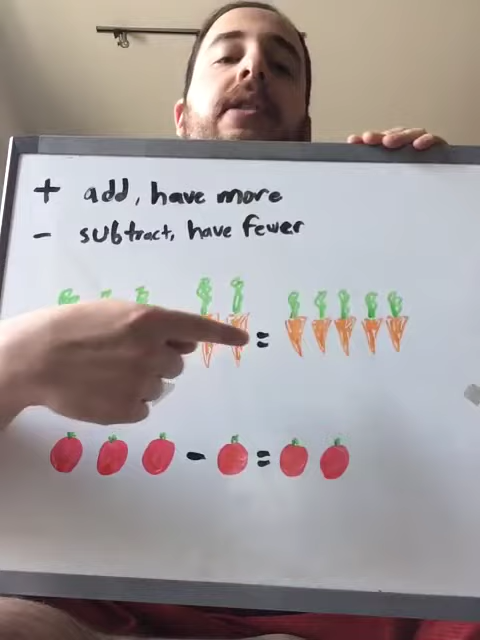 + add, have more
- subtract, have fewer
=
- =